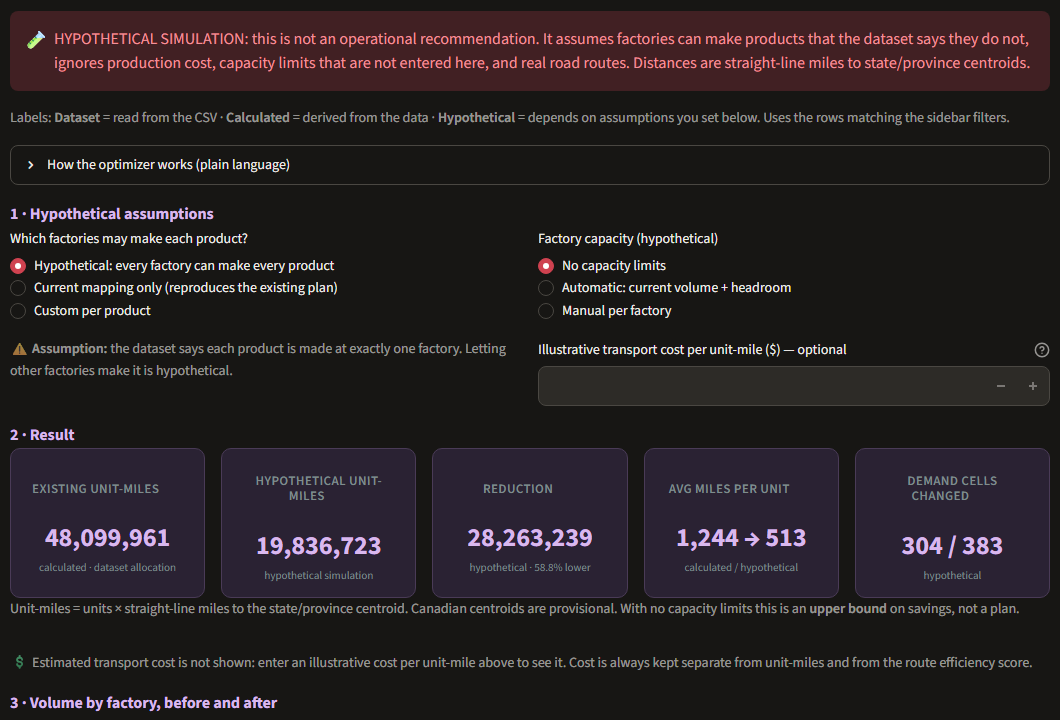 HYPOTHETICAL SIMULATION: this is not an operational recommendation. It assumes factories can make products that the dataset says they do not,
ignores production cost, capacity limits that are not entered here, and real road routes. Distances are straight-line miles to state/province centroids.
Labels: Dataset = read from the CSV · Calculated = derived from the data · Hypothetical = depends on assumptions you set below. Uses the rows matching the sidebar filters.
How the optimizer works (plain language)
1 · Hypothetical assumptions
Which factories may make each product?
Hypothetical: every factory can make every product
Current mapping only (reproduces the existing plan)
Custom per product
⚠ Assumption: the dataset says each product is made at exactly one factory. Letting
other factories make it is hypothetical.
Factory capacity (hypothetical)
No capacity limits
Automatic: current volume + headroom
Manual per factory
Illustrative transport cost per unit-mile ($) — optional
2 · Result
EXISTING UNIT-MILES
48,099,961
calculated · dataset allocation
HYPOTHETICAL UNIT-
MILES
19,836,723
hypothetical simulation
REDUCTION
28,263,239
hypothetical · 58.8% lower
AVG MILES PER UNIT
1,244 → 513
calculated / hypothetical
DEMAND CELLS
CHANGED
304 / 383
hypothetical
Unit-miles = units × straight-line miles to the state/province centroid. Canadian centroids are provisional. With no capacity limits this is an upper bound on savings, not a plan.
$ Estimated transport cost is not shown: enter an illustrative cost per unit-mile above to see it. Cost is always kept separate from unit-miles and from the route efficiency score.
3 · Volume by factory, before and after